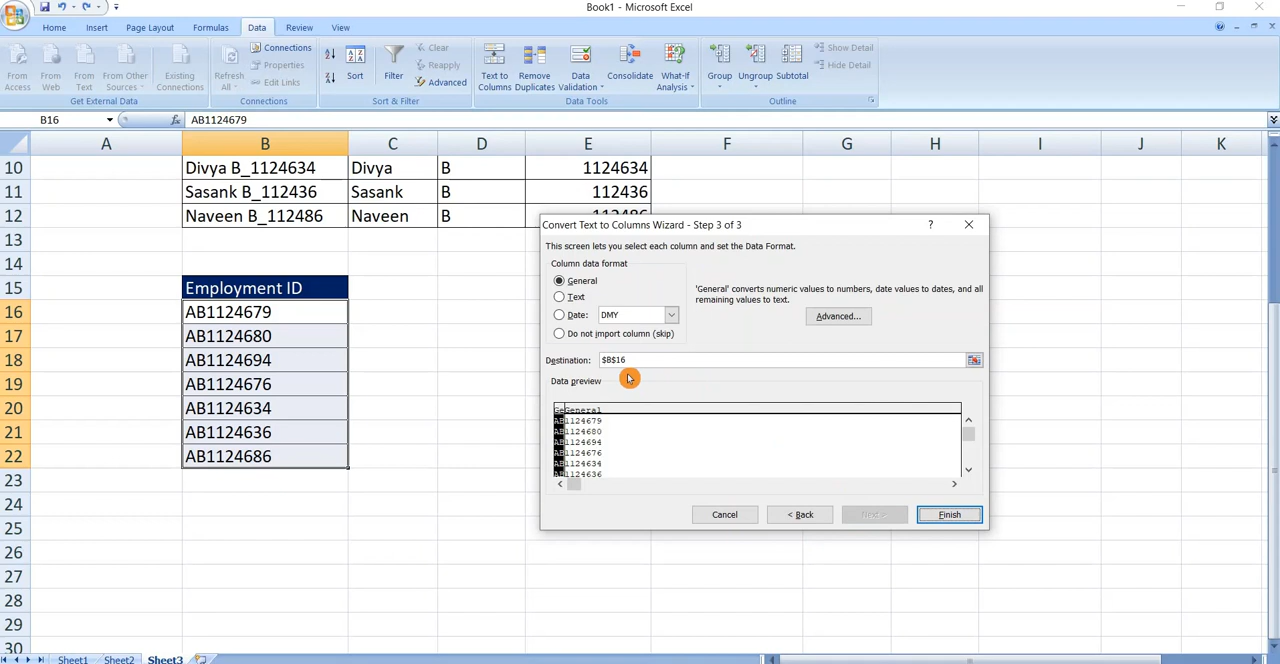 Book1 - Microsoft Excel
Home Insert Page Layout Formulas Data Review View
From Access
From Web
From Text
From Other Sources
Existing Connections
Get External Data
Refresh All
Connections
Properties
Edit Links
Connections
Sort
Filter
Clear
Reapply
Advanced
Sort & Filter
Text to Columns
Remove Duplicates
Data Validation
Consolidate
What-If Analysis
Data Tools
Group
Ungroup
Subtotal
Show Detail
Hide Detail
Outline
B16 fx AB1124679
A B C D E F G H I J K
10 Divya B_1124634 Divya B 1124634
11 Sasank B_112436 Sasank B 112436
12 Naveen B_112486 Naveen B
13
14
15 Employment ID
16 AB1124679
17 AB1124680
18 AB1124694
19 AB1124676
20 AB1124634
21 AB1124636
22 AB1124686
23
24
25
26
27
28
29
30
Convert Text to Columns Wizard - Step 3 of 3 ?
This screen lets you select each column and set the Data Format.
Column data format
General
Text
Date: DMY
Do not import column (skip)
'General' converts numeric values to numbers, date values to dates, and all
remaining values to text.
Advanced...
Destination: $B$16
Data preview
GeGeneral
AB1124679
AB1124680
AB1124694
AB1124676
AB1124634
AB1124636
Cancel < Back Next > Finish
Sheet1 Sheet2 Sheet3